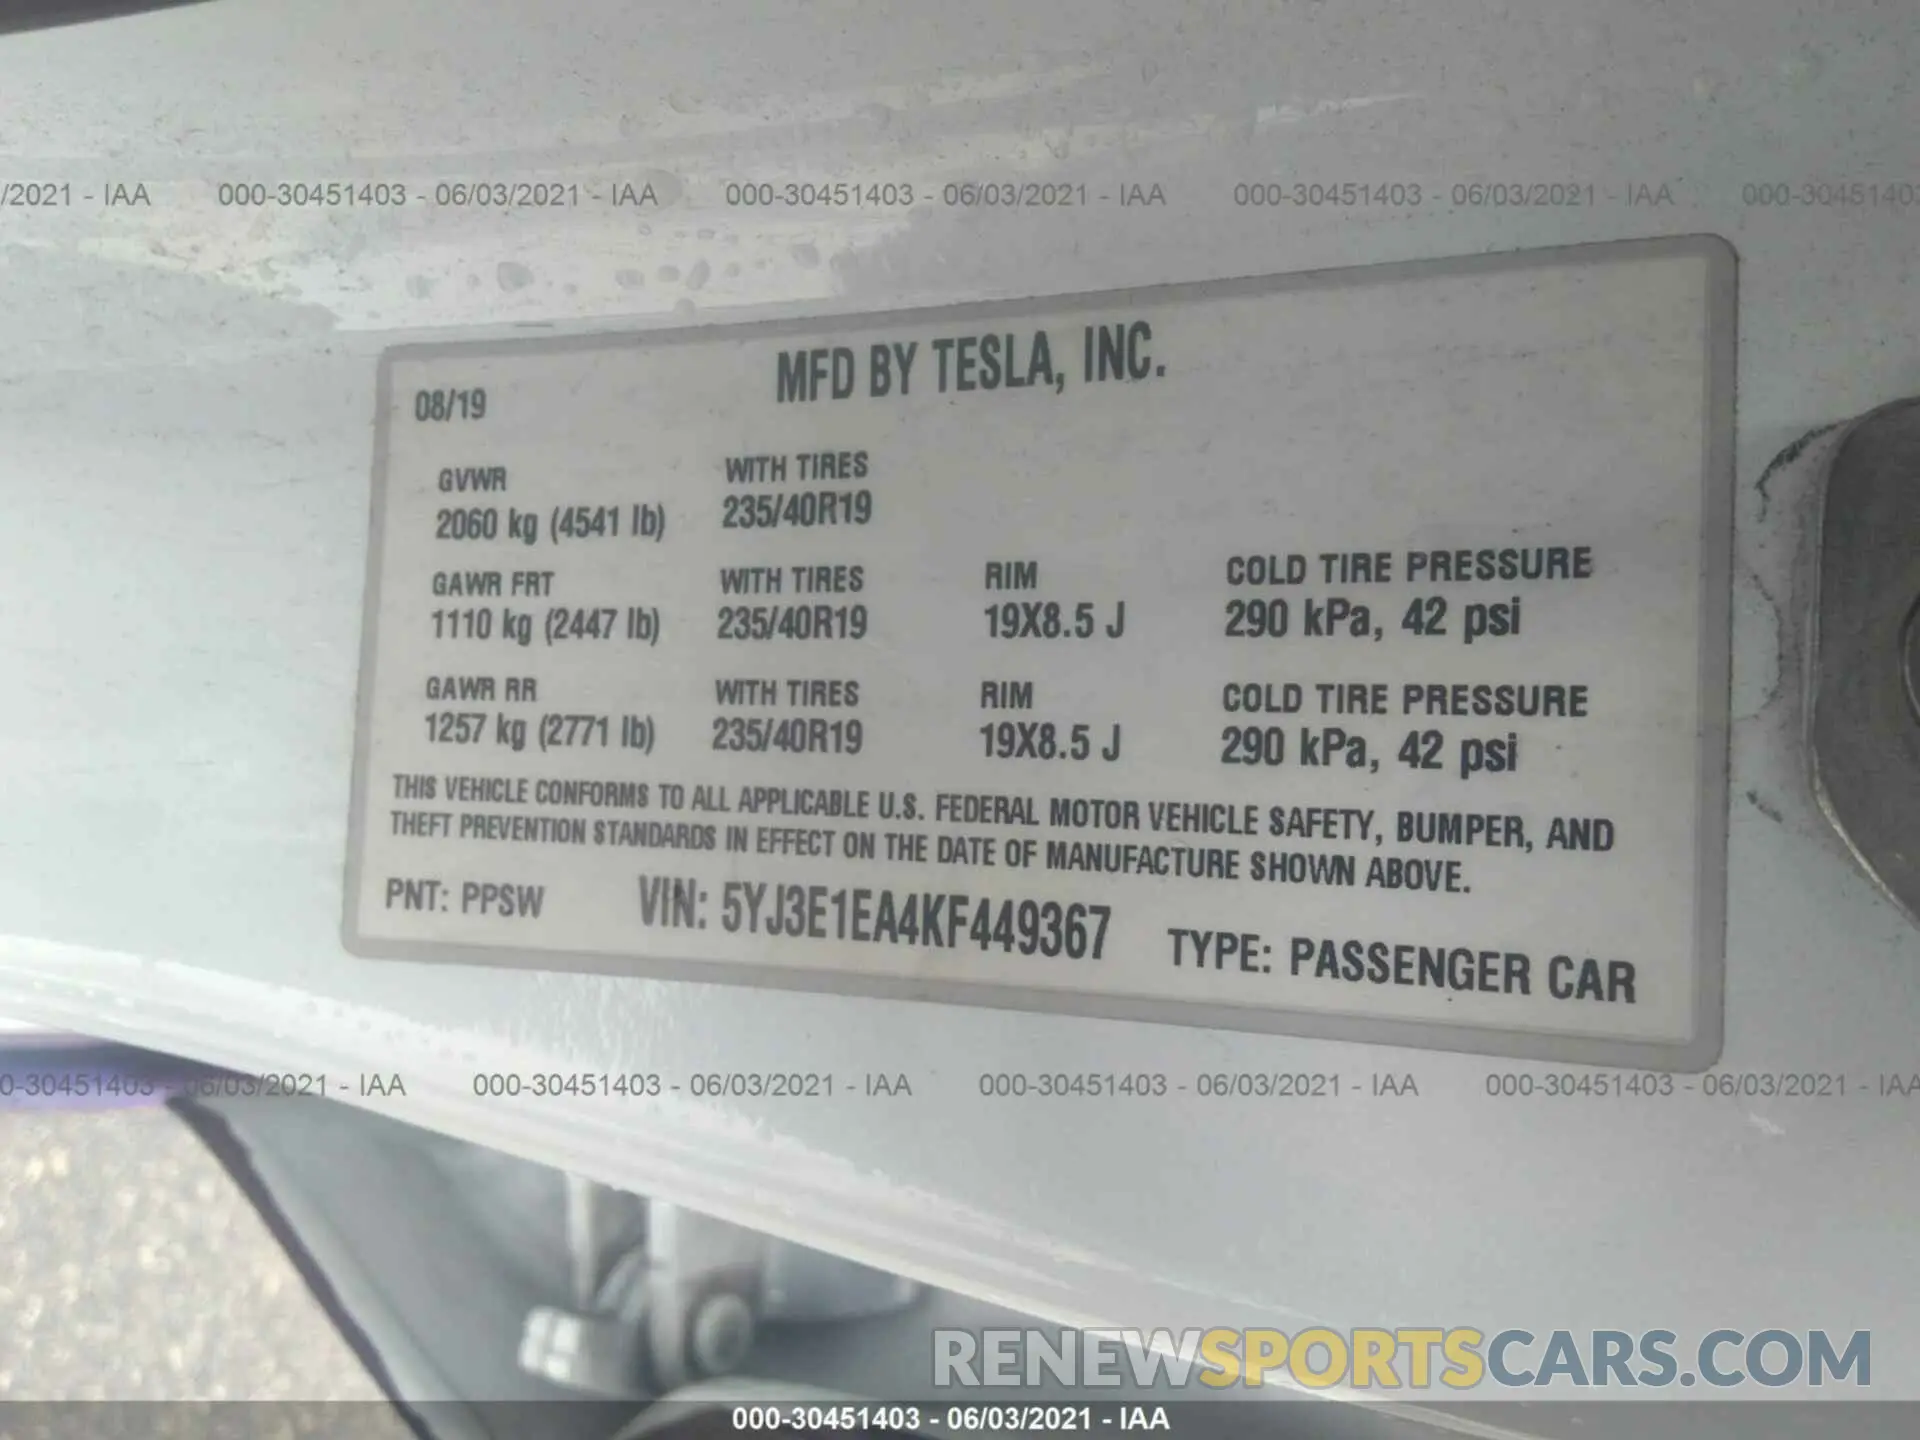 /2021 - IAA 000-30451403 - 06/03/2021 - IAA 000-30451403 - 06/03/2021 - IAA 000-30451403 - 06/03/2021 - IAA 000-3045140
MFD BY TESLA, INC.
08/19
GVWR WITH TIRES
2060 kg (4541 lb) 235/40R19
GAWR FRT WITH TIRES RIM COLD TIRE PRESSURE
1110 kg (2447 lb) 235/40R19 19X8.5 J 290 kPa, 42 psi
GAWR RR WITH TIRES RIM COLD TIRE PRESSURE
1257 kg (2771 lb) 235/40R19 19X8.5 J 290 kPa, 42 psi
THIS VEHICLE CONFORMS TO ALL APPLICABLE U.S. FEDERAL MOTOR VEHICLE SAFETY, BUMPER, AND
THEFT PREVENTION STANDARDS IN EFFECT ON THE DATE OF MANUFACTURE SHOWN ABOVE.
PNT: PPSW VIN: 5YJ3E1EA4KF449367 TYPE: PASSENGER CAR
0-30451403 - 06/03/2021 - IAA 000-30451403 - 06/03/2021 - IAA 000-30451403 - 06/03/2021 - IAA 000-30451403 - 06/03/2021 - IAA
RENEWSPORTSCARS.COM
000-30451403 - 06/03/2021 - IAA